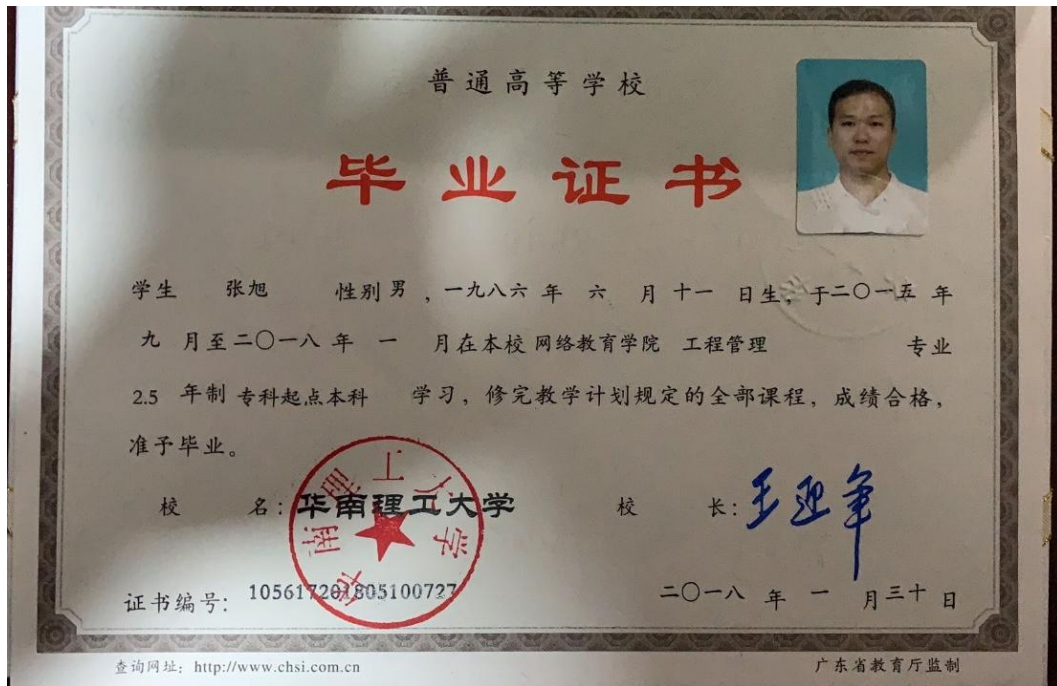 普通高等学校
毕业证书
学生 张旭 性别 男 ，一九八六 年 六 月 十一 日生，于二〇一五 年
九 月至二〇一八 年 一 月在本校 网络教育学院 工程管理 专业
2.5 年制 专科起点本科 学习，修完教学计划规定的全部课程，成绩合格，
准予毕业。
校 名：华南理工大学 校 长：王迎军
华南理工大学
证书编号： 105617201805100727 二〇一八 年 一 月三十 日
查询网址：http://www.chsi.com.cn 广东省教育厅监制